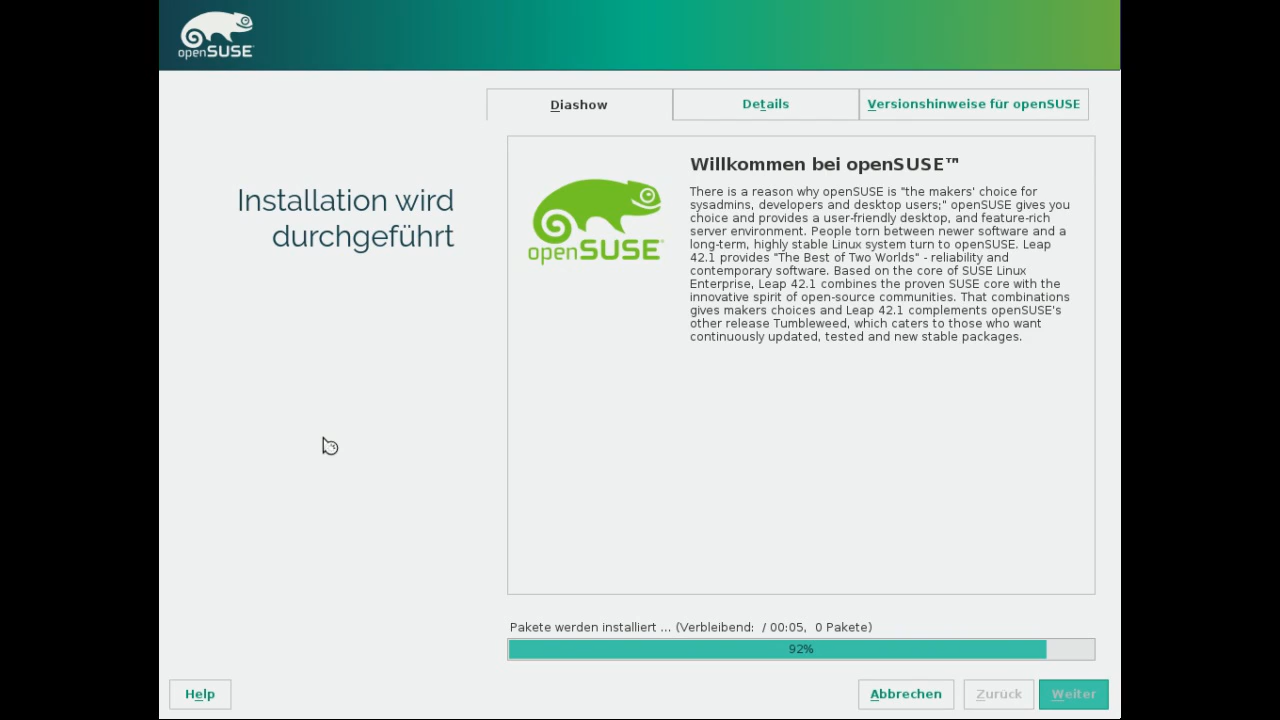 openSUSE
Diashow
Details
Versionshinweise für openSUSE
Installation wird
durchgeführt
openSUSE
Willkommen bei openSUSE™
There is a reason why openSUSE is "the makers' choice for
sysadmins, developers and desktop users;" openSUSE gives you
choice and provides a user-friendly desktop, and feature-rich
server environment. People torn between newer software and a
long-term, highly stable Linux system turn to openSUSE. Leap
42.1 provides "The Best of Two Worlds" - reliability and
contemporary software. Based on the core of SUSE Linux
Enterprise, Leap 42.1 combines the proven SUSE core with the
innovative spirit of open-source communities. That combinations
gives makers choices and Leap 42.1 complements openSUSE's
other release Tumbleweed, which caters to those who want
continuously updated, tested and new stable packages.
Pakete werden installiert ... (Verbleibend:  / 00:05,  0 Pakete)
92%
Help
Abbrechen
Zurück
Weiter